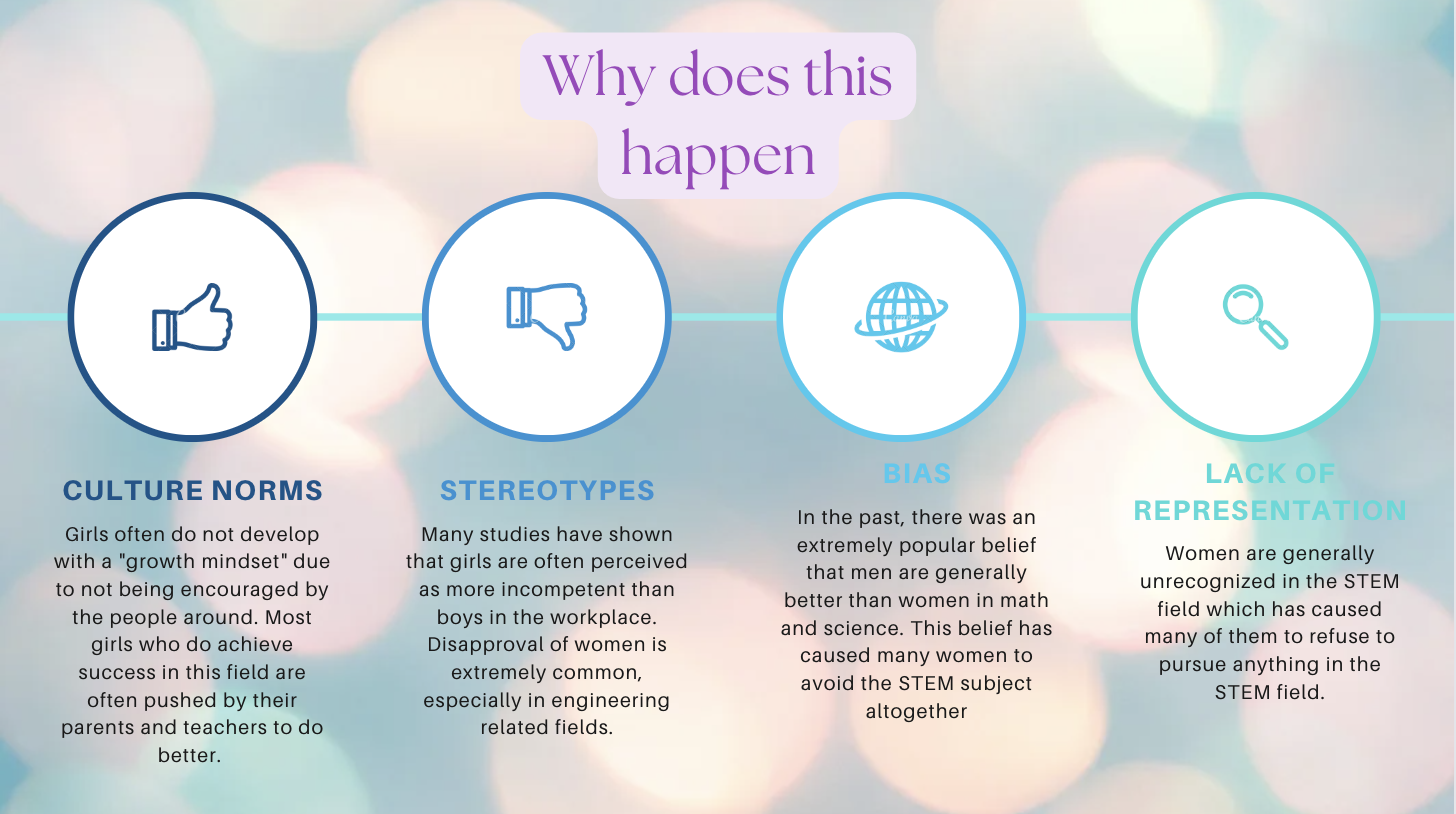 Why does this
happen
CULTURE NORMS
Girls often do not develop
with a "growth mindset" due
to not being encouraged by
the people around. Most
girls who do achieve
success in this field are
often pushed by their
parents and teachers to do
better.
STEREOTYPES
Many studies have shown
that girls are often perceived
as more incompetent than
boys in the workplace.
Disapproval of women is
extremely common,
especially in engineering
related fields.
BIAS
In the past, there was an
extremely popular belief
that men are generally
better than women in math
and science. This belief has
caused many women to
avoid the STEM subject
altogether
LACK OF
REPRESENTATION
Women are generally
unrecognized in the STEM
field which has caused
many of them to refuse to
pursue anything in the
STEM field.